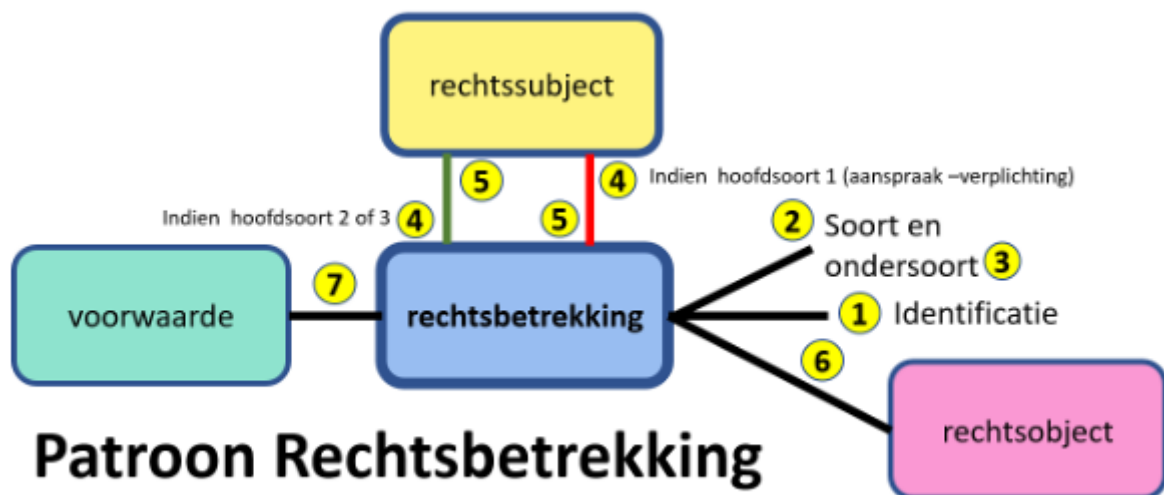 rechtssubject
5
4 Indien hoofdsoort 1 (aanspraak –verplichting)
Indien hoofdsoort 2 of 3 4
5
2 Soort en
ondersoort 3
voorwaarde
7
rechtsbetrekking
1 Identificatie
6
rechtsobject
Patroon Rechtsbetrekking